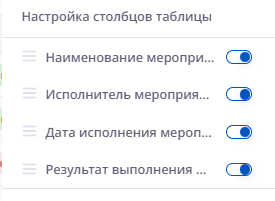 Настройка столбцов таблицы
Наименование меропри...
Исполнитель мероприя...
Дата исполнения мероп...
Результат выполнения ...